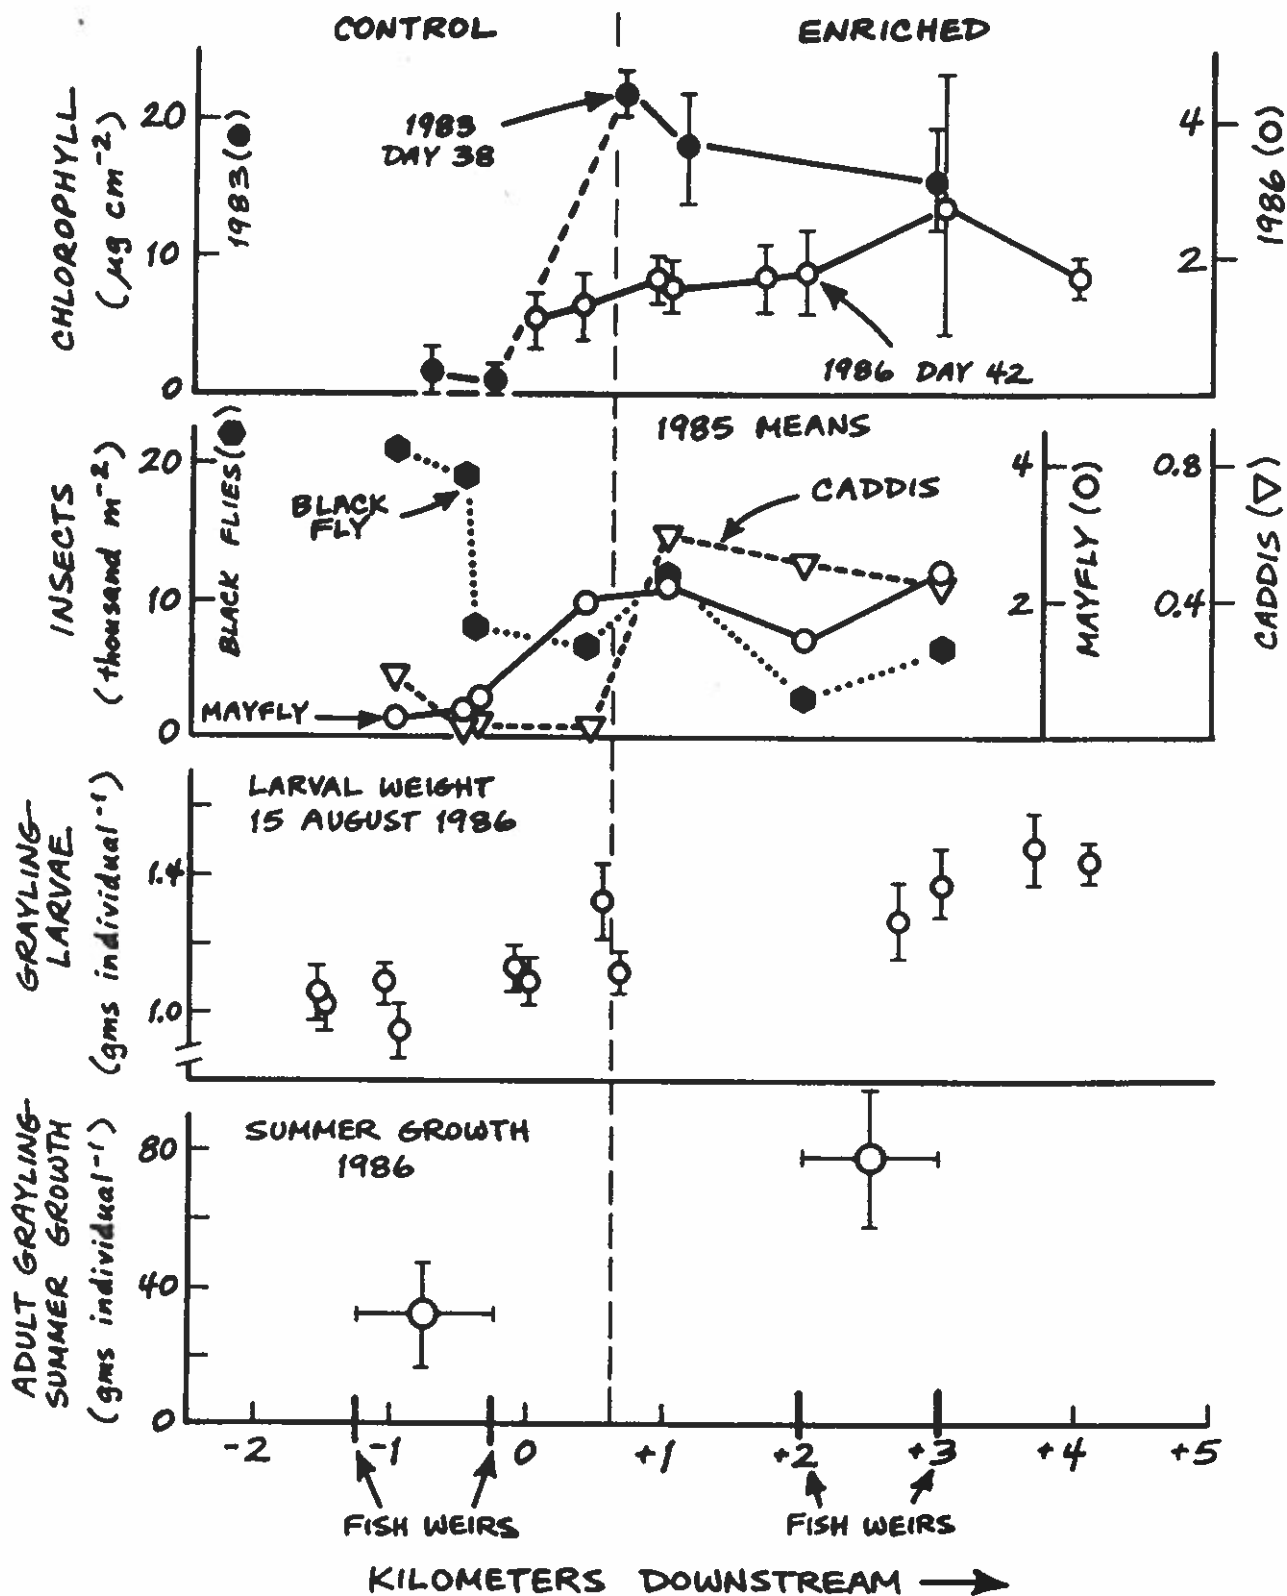 CONTROL
ENRICHED
CHLOROPHYLL
(µg cm⁻²)
1983 (●)
20
10
0
1983
DAY 38
1986 DAY 42
4
2
1986 (O)
INSECTS
(thousand m⁻²)
BLACK FLIES (⬢)
20
10
0
1985 MEANS
BLACK
FLY
CADDIS
MAYFLY
4
2
MAYFLY (O)
0.8
0.4
CADDIS (▽)
GRAYLING
LARVAE
(gms individual⁻¹)
1.4
1.0
LARVAL WEIGHT
15 AUGUST 1986
ADULT GRAYLING
SUMMER GROWTH
(gms individual⁻¹)
80
40
0
SUMMER GROWTH
1986
-2 -1 0 +1 +2 +3 +4 +5
FISH WEIRS
FISH WEIRS
KILOMETERS DOWNSTREAM →